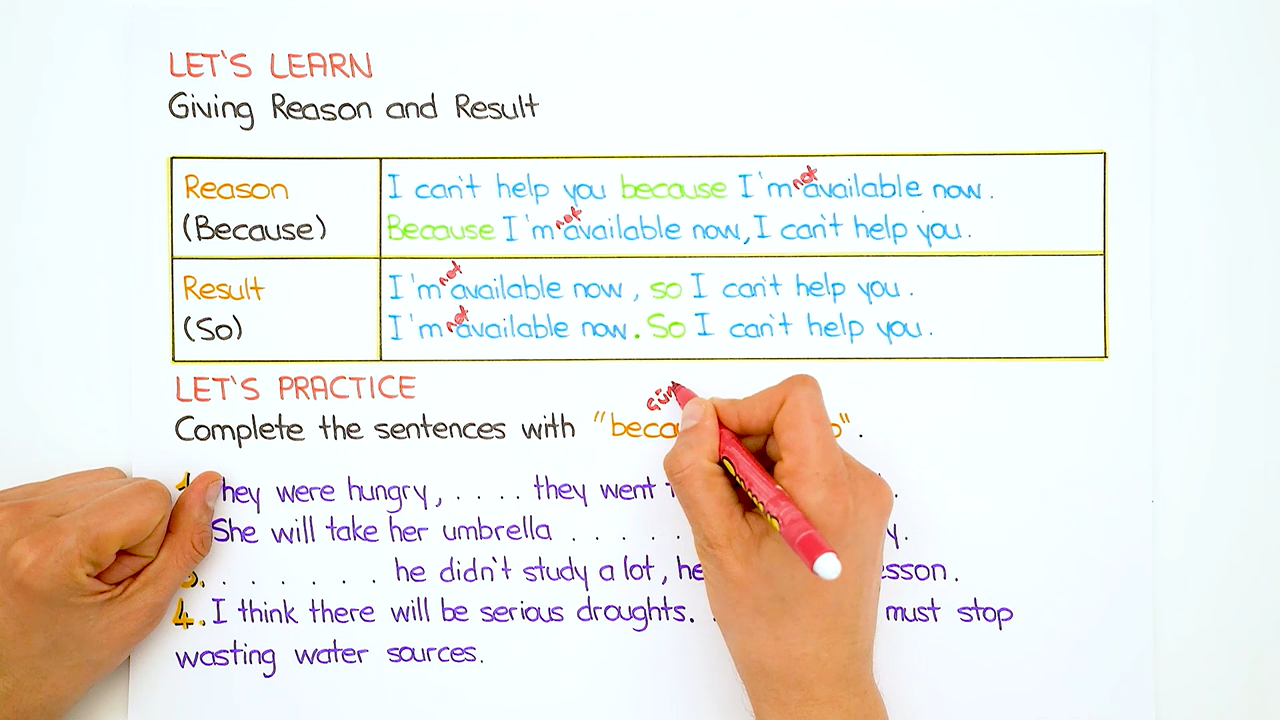 LET'S LEARN
Giving Reason and Result
Reason
(Because)
I can't help you because I'm not available now.
Because I'm not available now, I can't help you.
Result
(So)
I'm not available now, so I can't help you.
I'm not available now. So I can't help you.
LET'S PRACTICE
Complete the sentences with "
hey were hungry, . . . . they went
She will take her umbrella . . . . .
. . . . . . . he didn't study a lot, he
4. I think there will be serious droughts. must stop
wasting water sources.